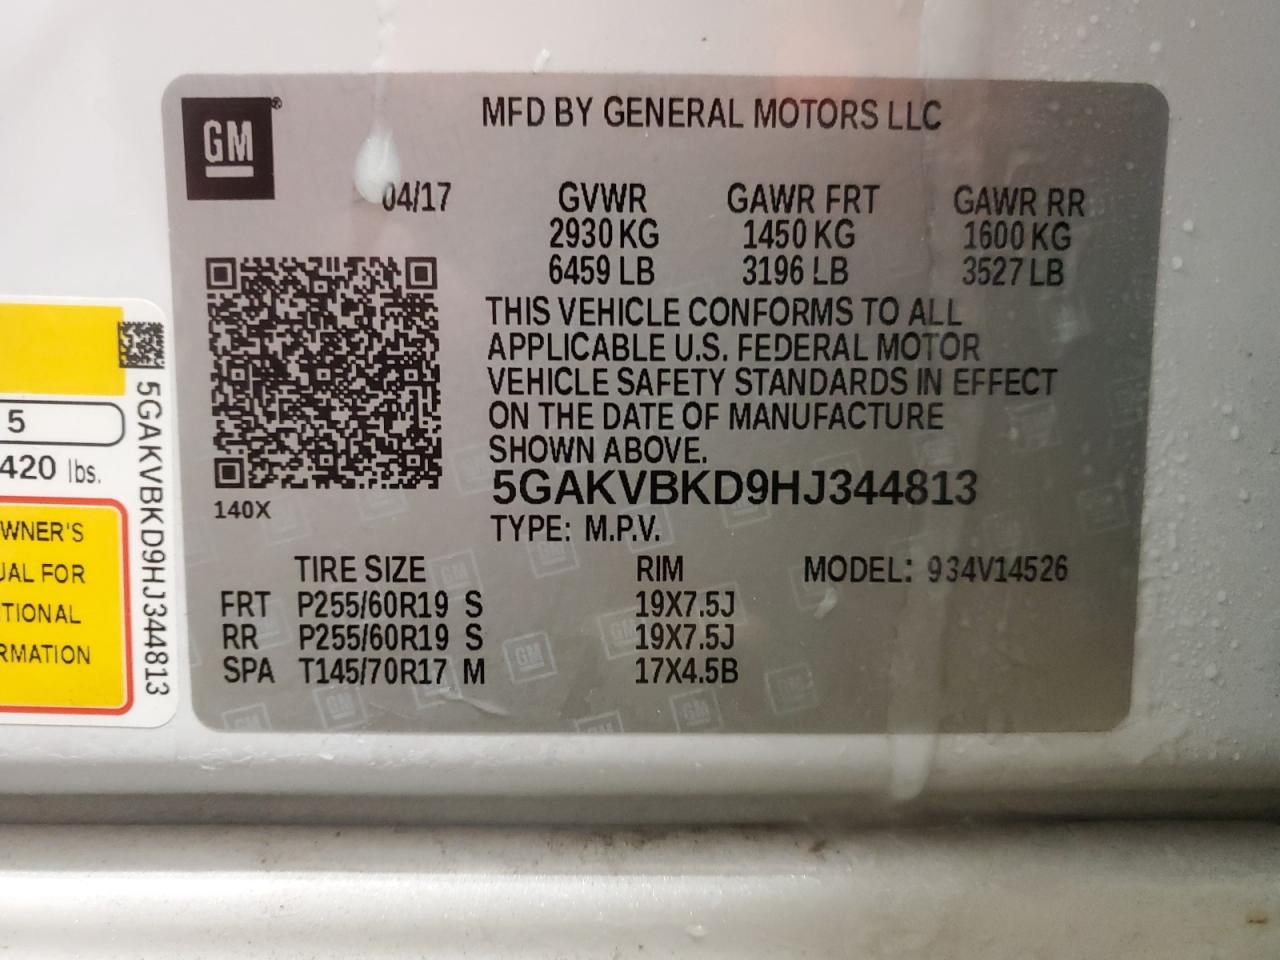 GM
MFD BY GENERAL MOTORS LLC
04/17
GVWR GAWR FRT GAWR RR
2930 KG 1450 KG 1600 KG
6459 LB 3196 LB 3527 LB
THIS VEHICLE CONFORMS TO ALL
APPLICABLE U.S. FEDERAL MOTOR
VEHICLE SAFETY STANDARDS IN EFFECT
ON THE DATE OF MANUFACTURE
SHOWN ABOVE.
5GAKVBKD9HJ344813
140X
TYPE: M.P.V.
TIRE SIZE RIM MODEL: 934V14526
FRT P255/60R19 S 19X7.5J
RR P255/60R19 S 19X7.5J
SPA T145/70R17 M 17X4.5B
5
420 lbs.
WNER'S
UAL FOR
ITIONAL
RMATION
5GAKVBKD9HJ344813